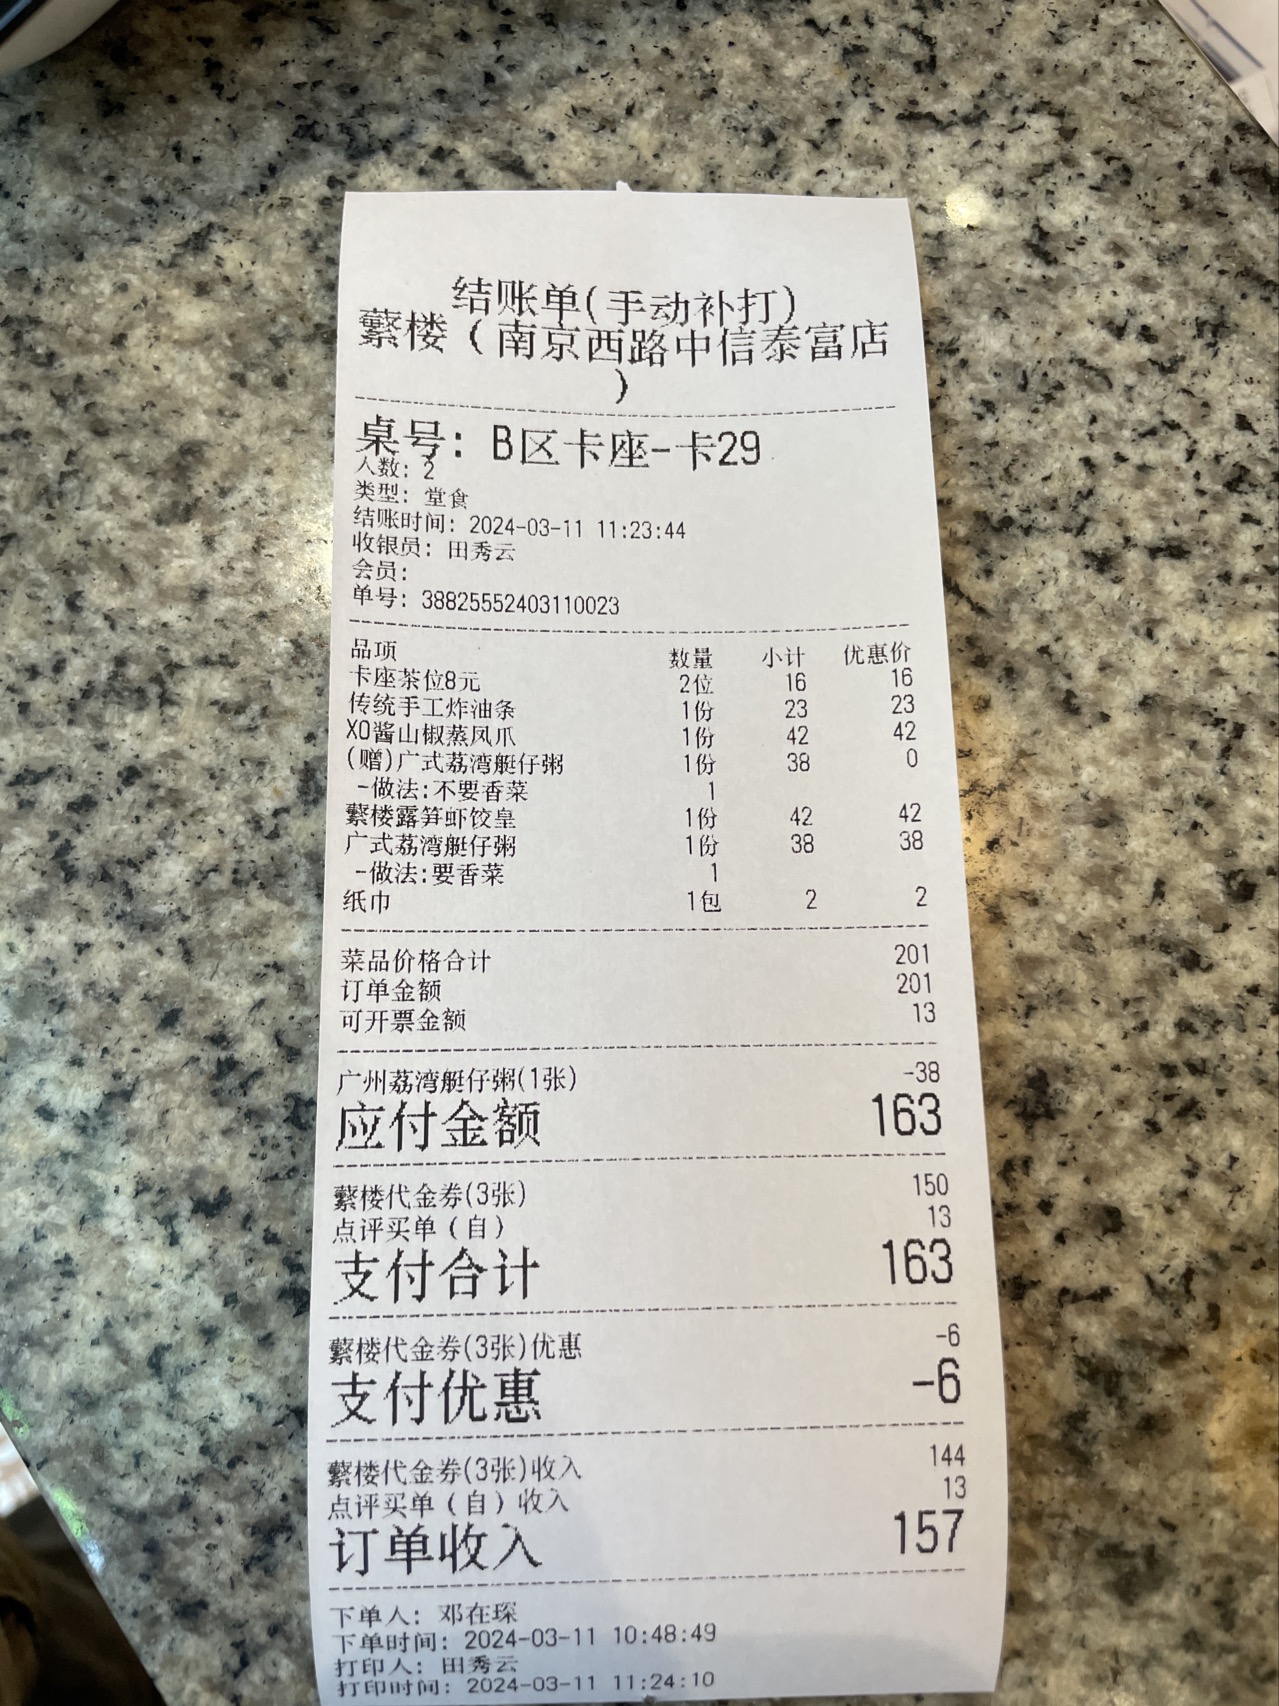 结账单(手动补打)
蘩楼（南京西路中信泰富店
）
桌号: B区卡座-卡29
人数: 2
类型: 堂食
结账时间: 2024-03-11 11:23:44
收银员: 田秀云
会员:
单号: 38825552403110023
品项 数量 小计 优惠价
卡座茶位8元 2位 16 16
传统手工炸油条 1份 23 23
XO酱山椒蒸凤爪 1份 42 42
(赠)广式荔湾艇仔粥 1份 38 0
-做法:不要香菜 1
蘩楼露笋虾饺皇 1份 42 42
广式荔湾艇仔粥 1份 38 38
-做法:要香菜 1
纸巾 1包 2 2
菜品价格合计 201
订单金额 201
可开票金额 13
广州荔湾艇仔粥(1张) -38
应付金额 163
蘩楼代金券(3张) 150
点评买单（自） 13
支付合计 163
蘩楼代金券(3张)优惠 -6
支付优惠 -6
蘩楼代金券(3张)收入 144
点评买单（自）收入 13
订单收入 157
下单人: 邓在琛
下单时间: 2024-03-11 10:48:49
打印人: 田秀云
打印时间: 2024-03-11 11:24:10